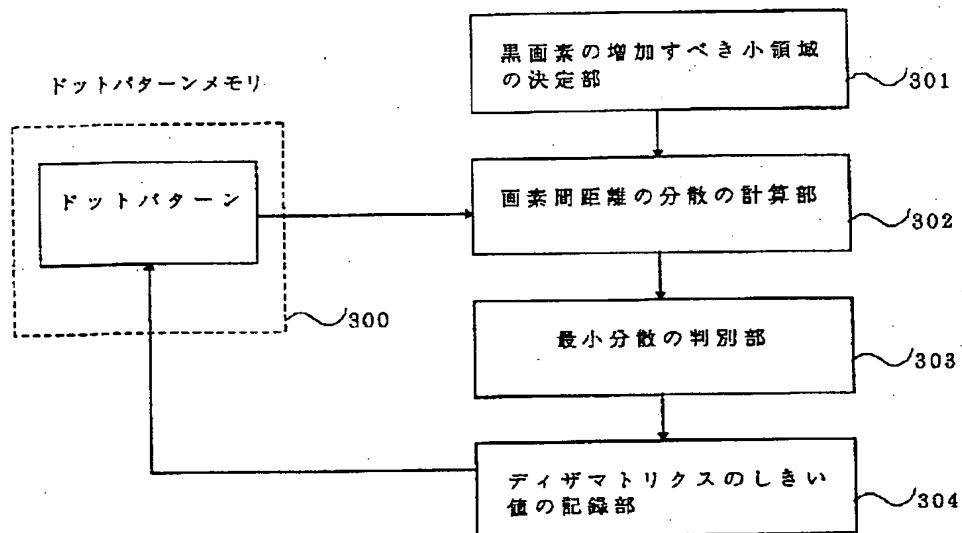 黒画素の増加すべき小領域
の決定部
301
ドットパターンメモリ
ドットパターン
画素間距離の分散の計算部
302
300
最小分散の判別部
303
ディザマトリクスのしきい
値の記録部
304